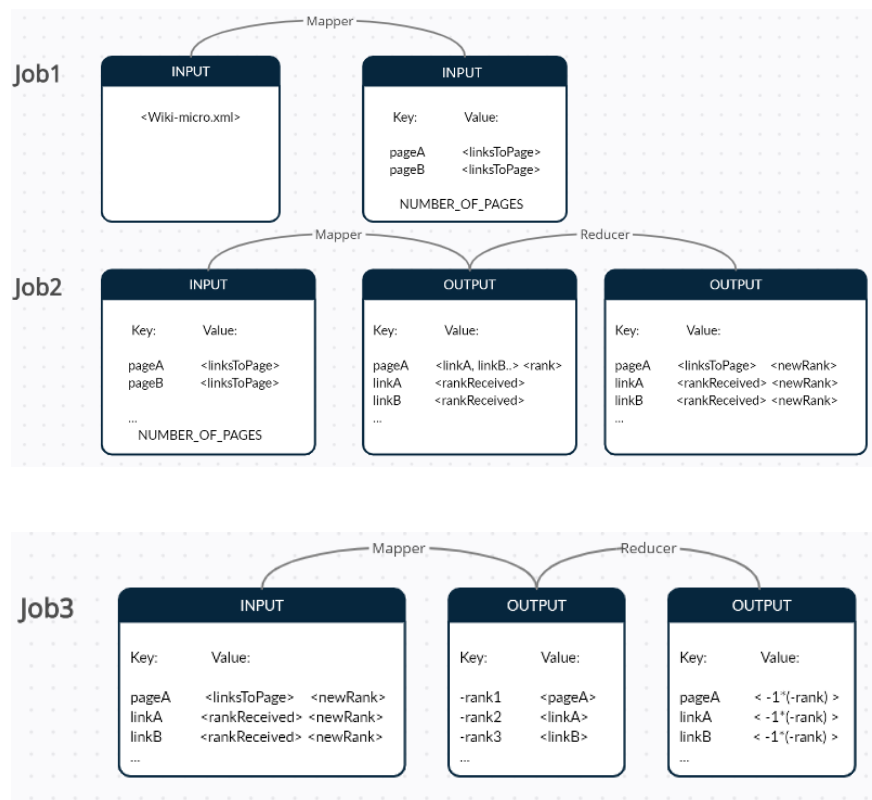 Mapper
Job1
INPUT
INPUT
<Wiki-micro.xml>
Key: Value:
pageA <linksToPage>
pageB <linksToPage>
NUMBER_OF_PAGES
Mapper
Reducer
Job2
INPUT
OUTPUT
OUTPUT
Key: Value:
pageA <linksToPage>
pageB <linksToPage>
...
NUMBER_OF_PAGES
Key: Value:
pageA <linkA, linkB..> <rank>
linkA <rankReceived>
linkB <rankReceived>
...
Key: Value:
pageA <linksToPage> <newRank>
linkA <rankReceived> <newRank>
linkB <rankReceived> <newRank>
...
Mapper
Reducer
Job3
INPUT
OUTPUT
OUTPUT
Key: Value:
pageA <linksToPage> <newRank>
linkA <rankReceived> <newRank>
linkB <rankReceived> <newRank>
...
Key: Value:
-rank1 <pageA>
-rank2 <linkA>
-rank3 <linkB>
...
Key: Value:
pageA < -1*(-rank) >
linkA < -1*(-rank) >
linkB < -1*(-rank) >
...